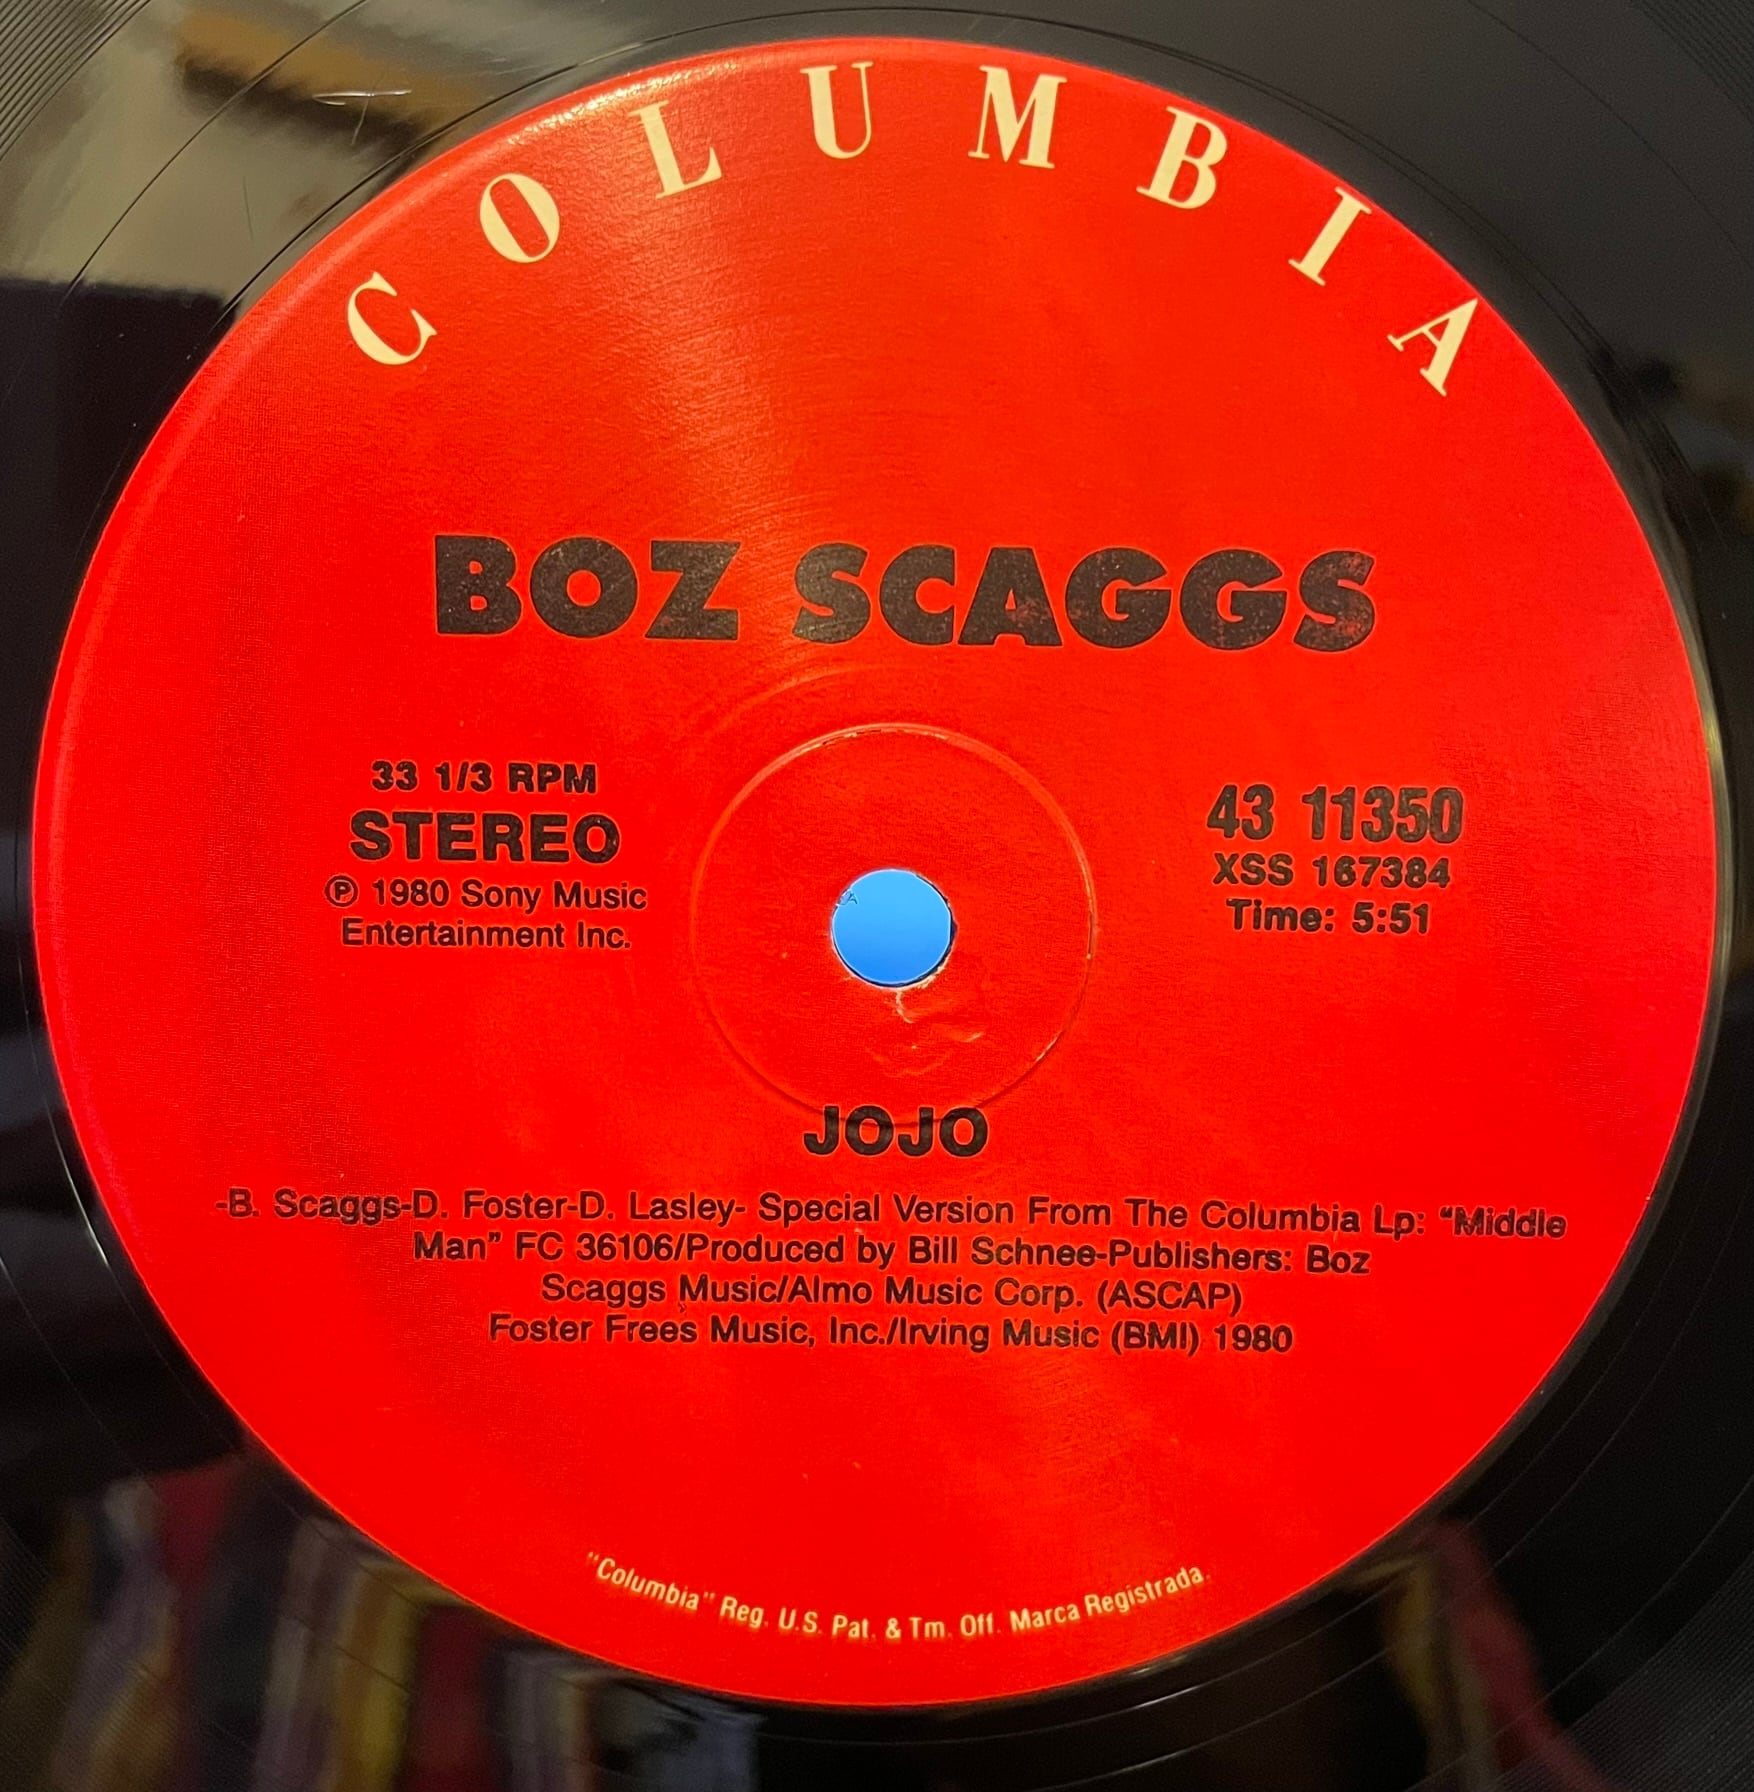 COLUMBIA
BOZ SCAGGS
33 1/3 RPM
STEREO
℗ 1980 Sony Music
Entertainment Inc.
43 11350
XSS 167384
Time: 5:51
JOJO
-B. Scaggs-D. Foster-D. Lasley- Special Version From The Columbia Lp: “Middle
Man” FC 36106/Produced by Bill Schnee-Publishers: Boz
Scaggs Music/Almo Music Corp. (ASCAP)
Foster Frees Music, Inc./Irving Music (BMI) 1980
"Columbia" Reg. U.S. Pat. & Tm. Off. Marca Registrada.